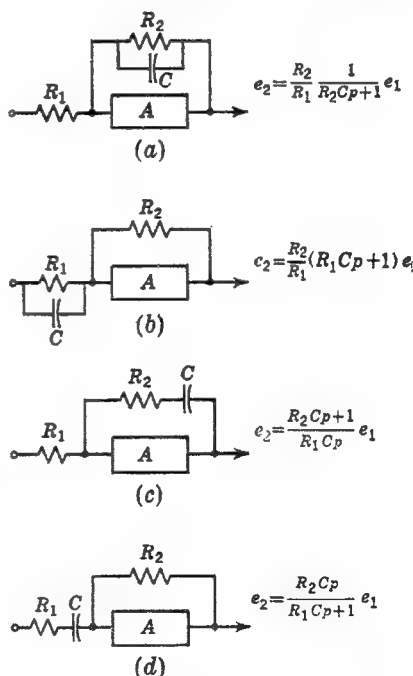 R₂
C
R₁
A
e₂ = R₂/R₁ 1/(R₂Cp+1) e₁
(a)
R₂
R₁
A
C
c₂ = R₂/R₁ (R₁Cp+1) e₁
(b)
R₂ C
R₁
A
e₂ = (R₂Cp+1)/(R₁Cp) e₁
(c)
R₂
R₁ C
A
e₂ = R₂Cp/(R₁Cp+1) e₁
(d)